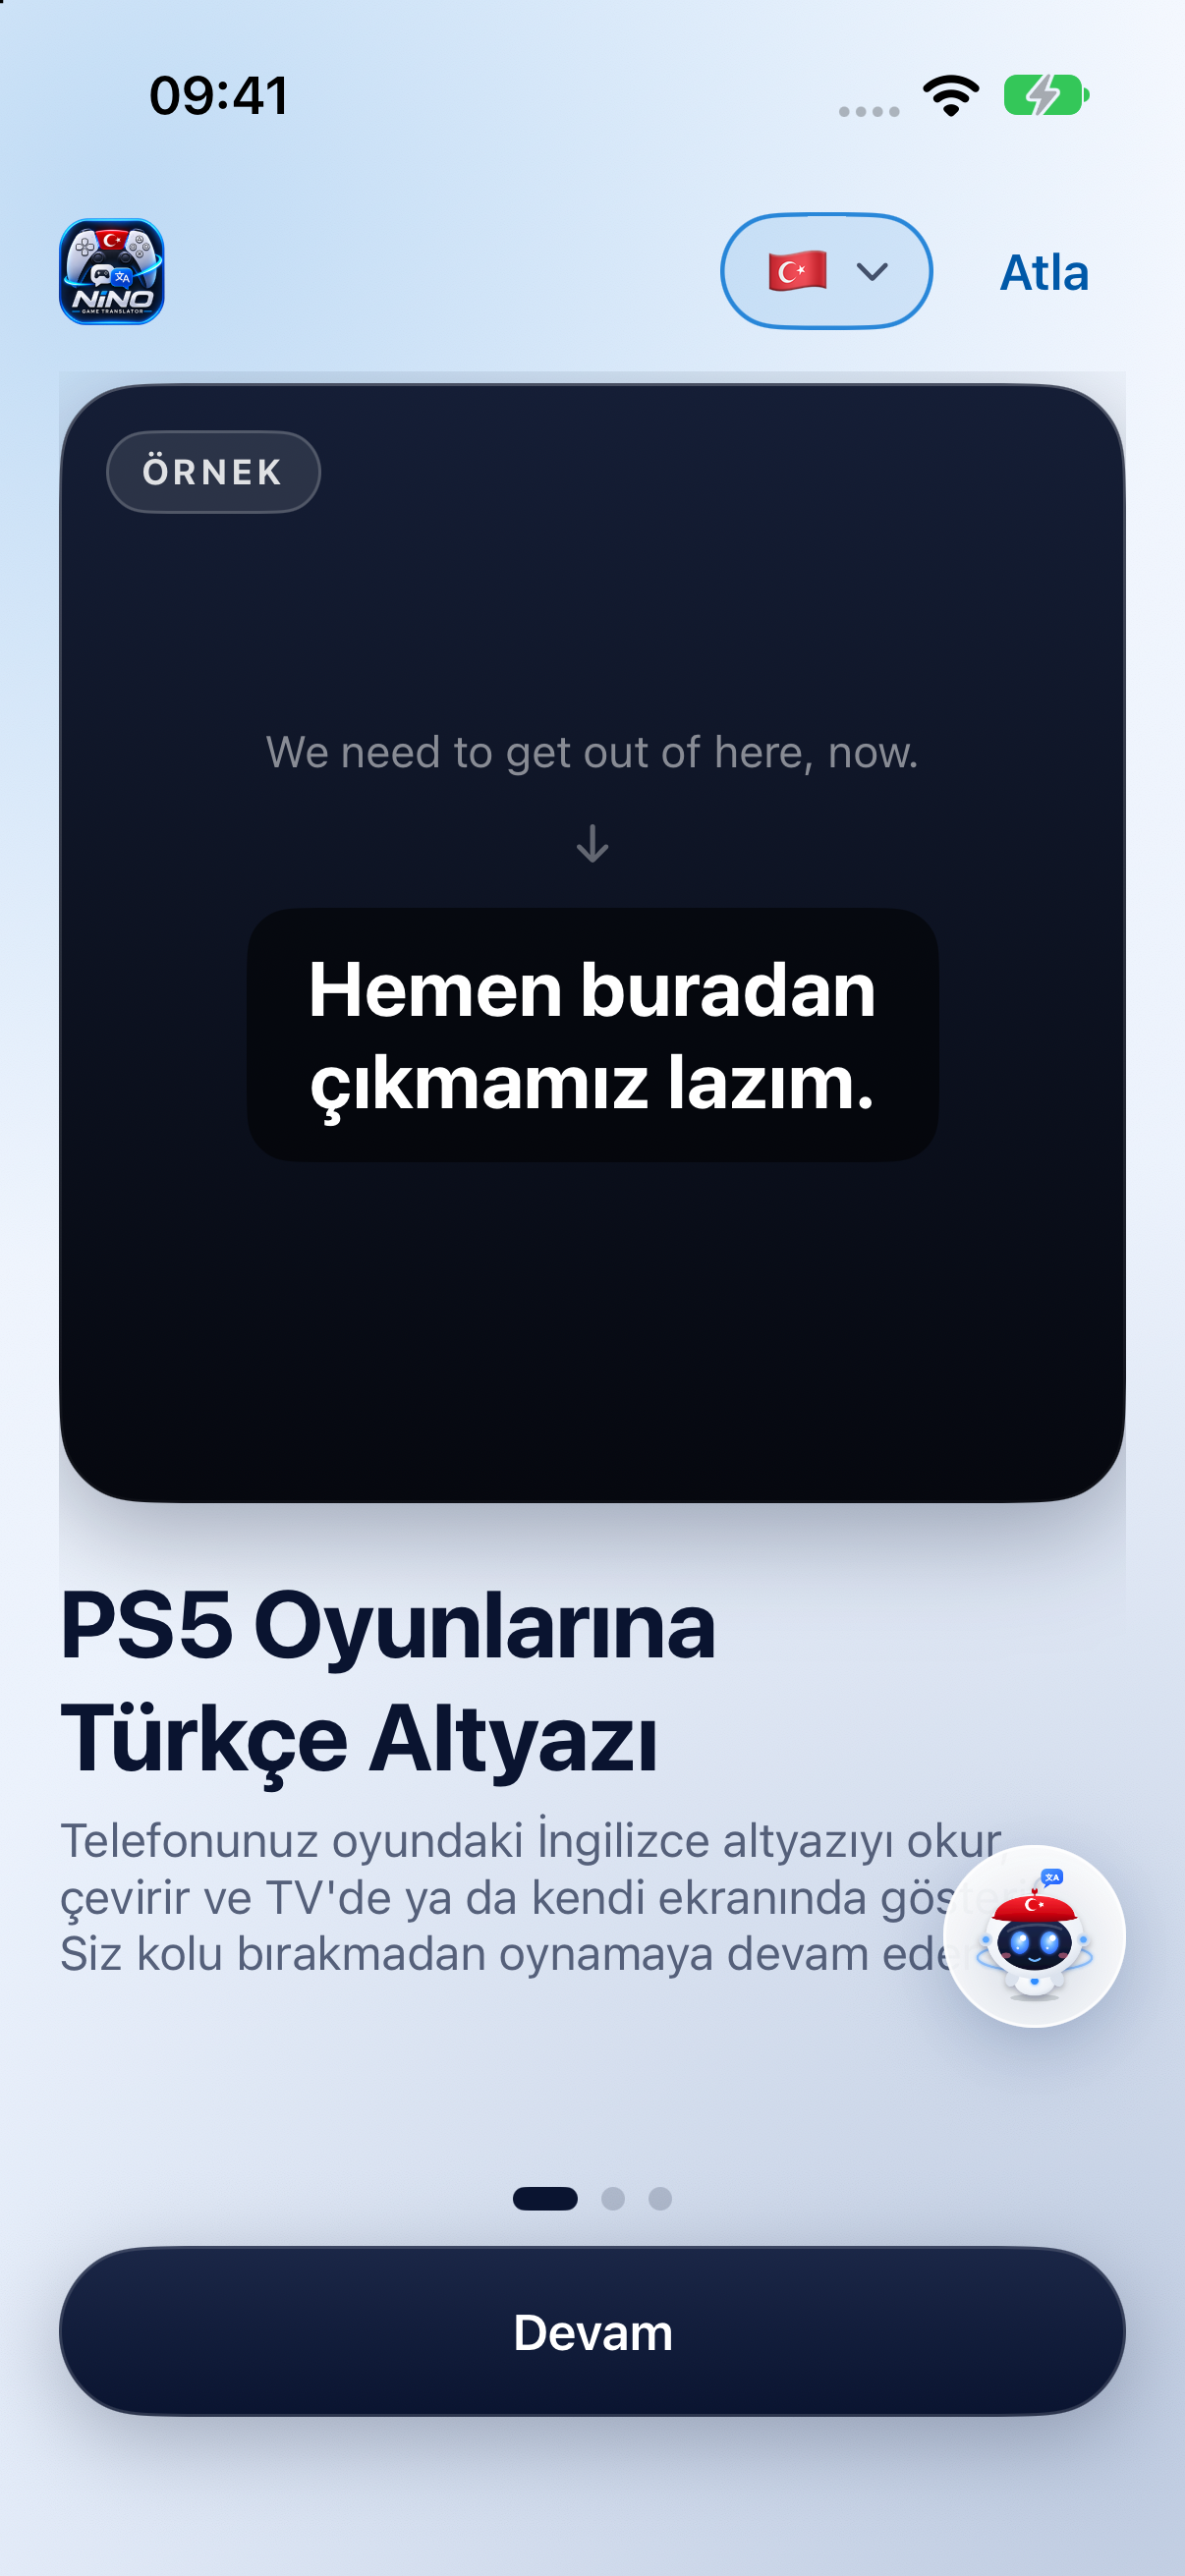 09:41
NINO
GAME TRANSLATOR
Atla
ÖRNEK
We need to get out of here, now.
Hemen buradan
çıkmamız lazım.
PS5 Oyunlarına
Türkçe Altyazı
Telefonunuz oyundaki İngilizce altyazıyı okur,
çevirir ve TV'de ya da kendi ekranında
Siz kolu bırakmadan oynamaya devam
Devam